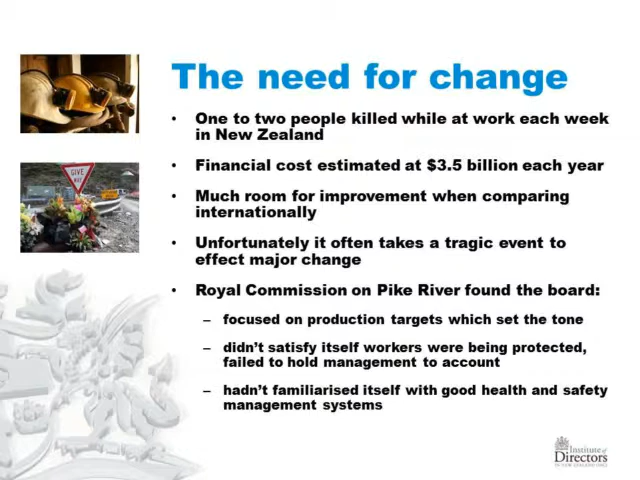 The need for change
• One to two people killed while at work each week
in New Zealand
• Financial cost estimated at $3.5 billion each year
• Much room for improvement when comparing
internationally
• Unfortunately it often takes a tragic event to
effect major change
• Royal Commission on Pike River found the board:
– focused on production targets which set the tone
– didn’t satisfy itself workers were being protected,
failed to hold management to account
– hadn’t familiarised itself with good health and safety
management systems
GIVE
WAY
Institute of
Directors
IN NEW ZEALAND (INC)